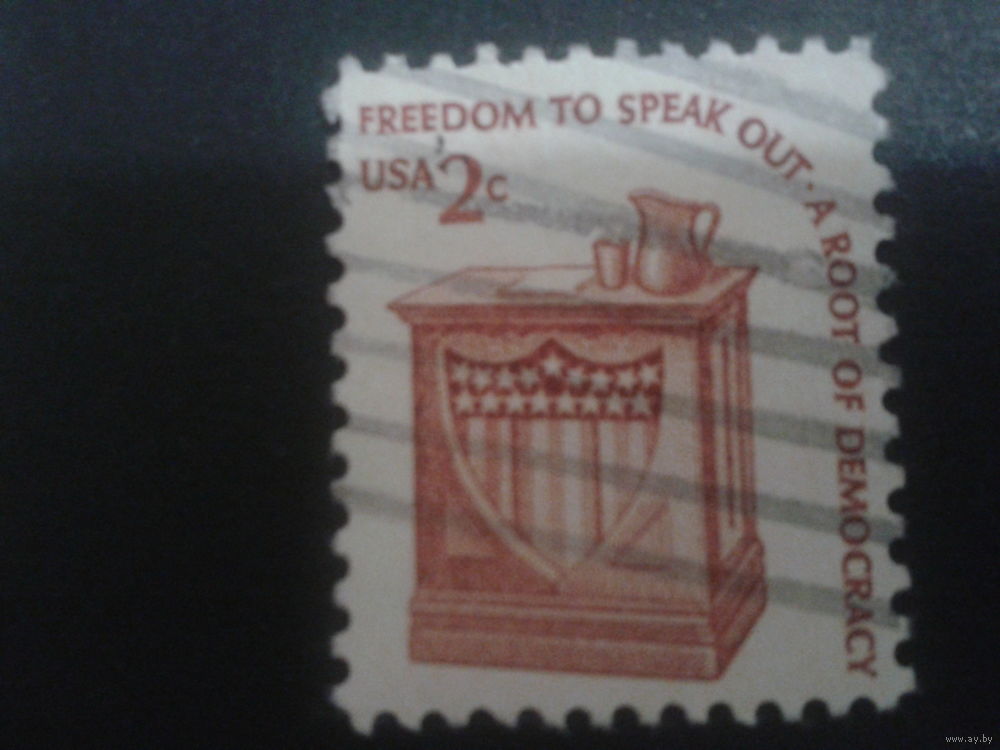 FREEDOM TO SPEAK OUT · A ROOT OF DEMOCRACY
USA 2c
www.ay.by